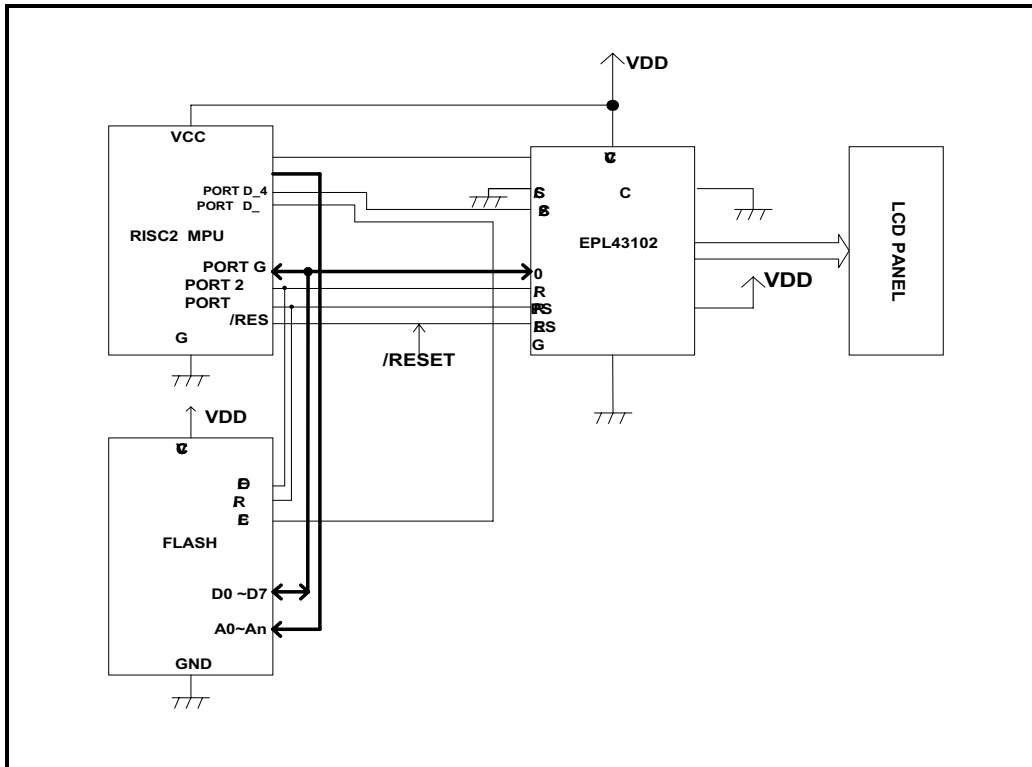 VDD
VCC
PORT D_4
PORT D_
RISC2 MPU
PORT G
PORT 2
PORT
/RES
G
/RESET
C
EPL43102
0
/R
G
VDD
LCD PANEL
VDD
/R
FLASH
D0 ~D7
A0~An
GND